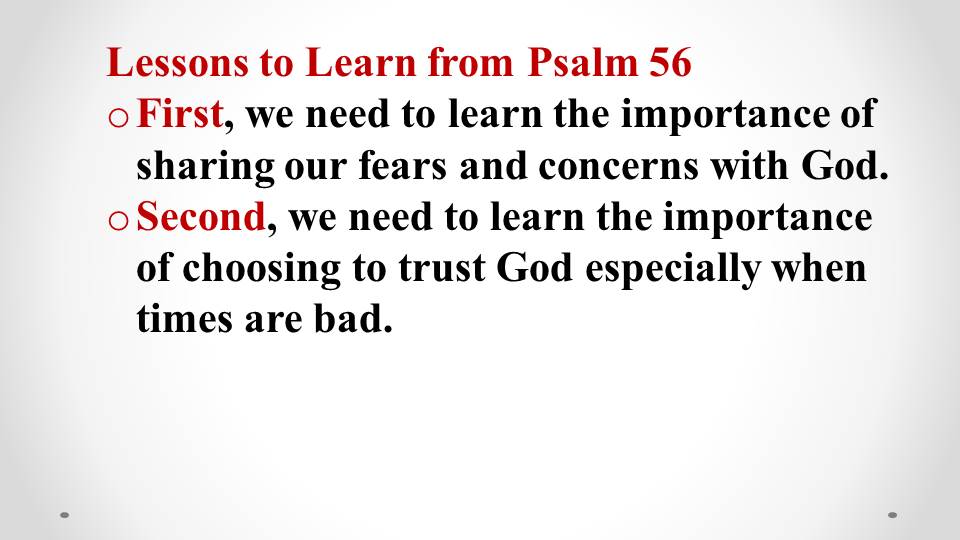 Lessons to Learn from Psalm 56
o First, we need to learn the importance of
sharing our fears and concerns with God.
o Second, we need to learn the importance
of choosing to trust God especially when
times are bad.